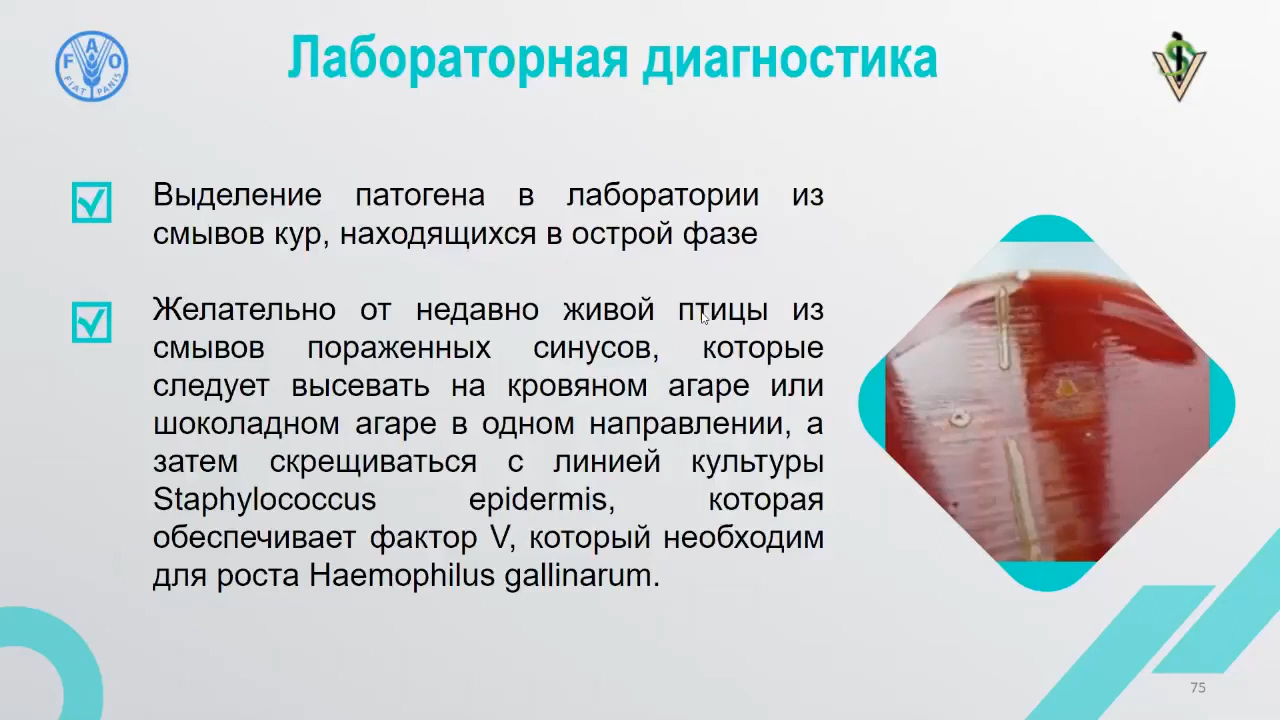 Лабораторная диагностика
F A O
FIAT PANIS
Выделение патогена в лаборатории из
смывов кур, находящихся в острой фазе
Желательно от недавно живой птицы из
смывов пораженных синусов, которые
следует высевать на кровяном агаре или
шоколадном агаре в одном направлении, а
затем скрещиваться с линией культуры
Staphylococcus epidermis, которая
обеспечивает фактор V, который необходим
для роста Haemophilus gallinarum.
75